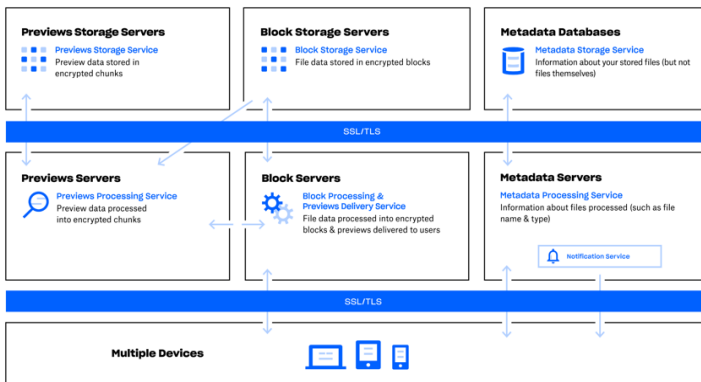 Previews Storage Servers
Previews Storage Service
Preview data stored in
encrypted chunks
Block Storage Servers
Block Storage Service
File data stored in encrypted blocks
Metadata Databases
Metadata Storage Service
Information about your stored files (but not
files themselves)
SSL/TLS
Previews Servers
Previews Processing Service
Preview data processed
into encrypted chunks
Block Servers
Block Processing &
Previews Delivery Service
File data processed into encrypted
blocks & previews delivered to users
Metadata Servers
Metadata Processing Service
Information about files processed (such as file
name & type)
Notification Service
SSL/TLS
Multiple Devices